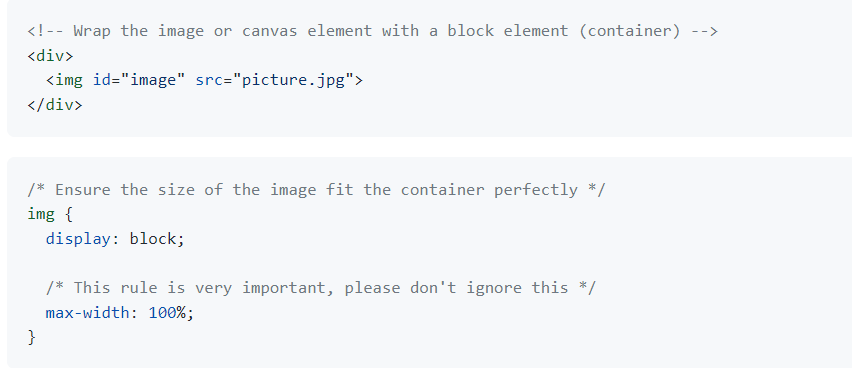 <!-- Wrap the image or canvas element with a block element (container) -->
<div>
  <img id="image" src="picture.jpg">
</div>
/* Ensure the size of the image fit the container perfectly */
img {
  display: block;
  /* This rule is very important, please don't ignore this */
  max-width: 100%;
}